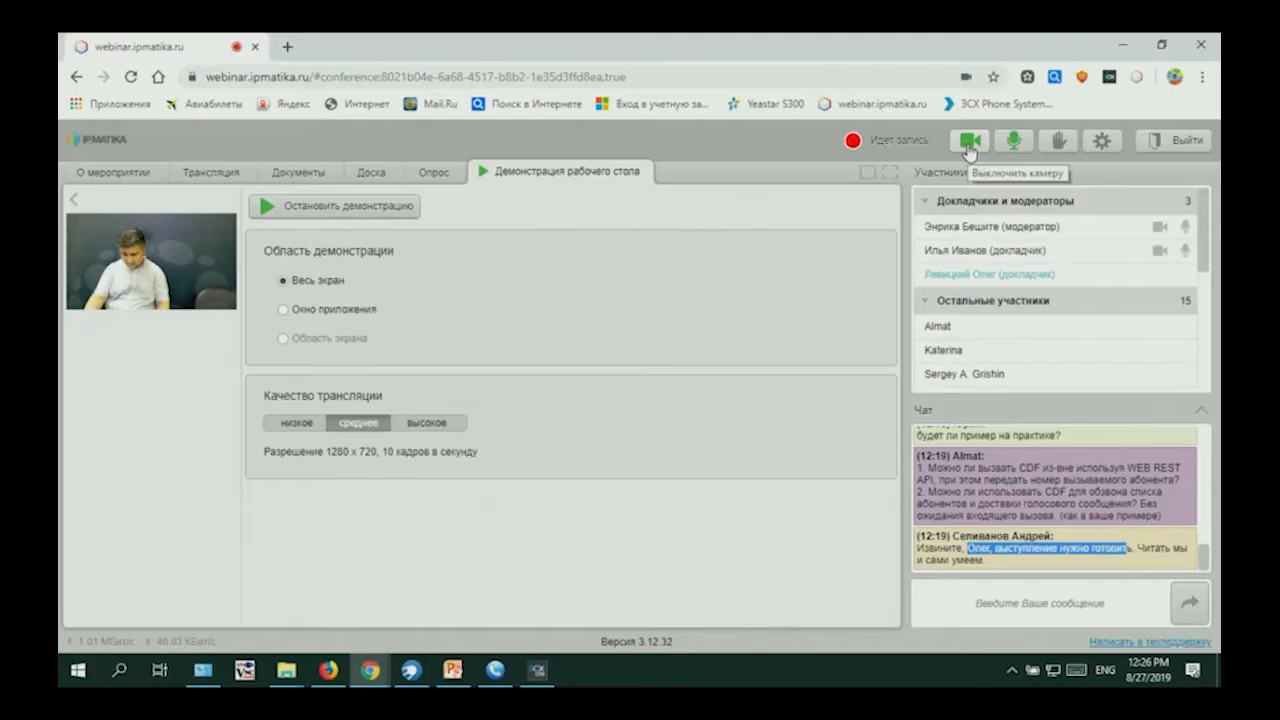 webinar.ipmatika.ru
webinar.ipmatika.ru/#conference:8021b04e-6a68-4517-b8b2-1e35d3ffd8ea,true
Приложения Авиабилеты Яндекс Интернет Mail.Ru Поиск в Интернете Вход в учетную за... Yeastar S300 webinar.ipmatika.ru 3CX Phone System...
IPMATIKA
Идет запись
Выйти
О мероприятии Трансляция Документы Доска Опрос Демонстрация рабочего стола
Участники
Выключить камеру
Остановить демонстрацию
Область демонстрации
Весь экран
Окно приложения
Область экрана
Качество трансляции
низкое среднее высокое
Разрешение 1280 x 720, 10 кадров в секунду
Докладчики и модераторы 3
Энрика Бешите (модератор)
Илья Иванов (докладчик)
Левицкий Олег (докладчик)
Остальные участники 15
Almat
Katerina
Sergey A. Grishin
Чат
будет ли пример на практике?
(12:19) Almat:
1. Можно ли вызвать CDF из-вне используя WEB REST
API, при этом передать номер вызываемого абонента?
2. Можно ли использовать CDF для обзвона списка
абонентов и доставки голосового сообщения? Без
ожидания входящего вызова. (как в ваше примере)
(12:19) Селиванов Андрей:
Извините, Олег, выступление нужно готовить. Читать мы
и сами умеем.
Введите Ваше сообщение
1.01 МБит/с 40.03 КБит/с
Версия 3.12.32
Написать в техподдержку
ENG
12:26 PM
8/27/2019